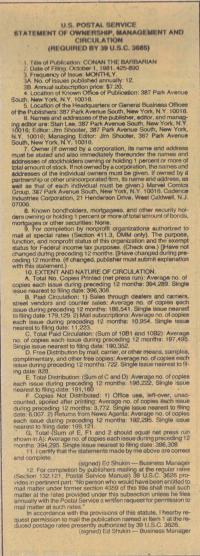 U.S. POSTAL SERVICE
STATEMENT OF OWNERSHIP, MANAGEMENT AND
CIRCULATION
(REQUIRED BY 39 U.S.C. 3685)
1. Title of Publication: CONAN THE BARBARIAN
2. Date of Filing: October 1, 1981, 425-890
3. Frequency of Issue: MONTHLY.
3A. No. of issues published annually: 12.
3B. Annual subscription price: $7.20.
4. Location of Known Office of Publication: 387 Park Avenue
South, New York, N.Y. 10016.
5. Location of the Headquarters or General Business Offices
of the Publishers: 387 Park Avenue South, New York, N.Y. 10016.
6. Names and addresses of the publisher, editor, and manag-
ing editor are: Stan Lee, 387 Park Avenue South, New York, N.Y.
10016; Editor: Jim Shooter, 387 Park Avenue South, New York,
N.Y. 10016; Managing Editor: Jim Shooter, 387 Park Avenue
South, New York, N.Y. 10016.
7. Owner (If owned by a corporation, its name and address
must be stated and also immediately thereunder the names and
addresses of stockholders owning or holding 1 percent or more of
total amount of stock. If not owned by a corporation, the names and
addresses of the individual owners must be given. If owned by a
partnership or other unincorporated firm, its name and address, as
well as that of each individual must be given.) Marvel Comics
Group, 387 Park Avenue South, New York, N.Y. 10016. Cadence
Industries Corporation, 21 Henderson Drive, West Caldwell, N.J.
07006.
8. Known bondholders, mortgagees, and other security hol-
ders owning or holding 1 percent or more of total amount of bonds,
mortgages or other securities: None.
9. For completion by nonprofit organizations authorized to
mail at special rates (Section 411.3, DMM only). The purpose,
function, and nonprofit status of this organization and the exempt
status for Federal income tax purposes. (Check one.) []Have not
changed during preceding 12 months. []Have changed during pre-
ceding 12 months. (If changed, publisher must submit explanation
with this statement.)
10. EXTENT AND NATURE OF CIRCULATION.
A. Total No. Copies Printed (net press run): Average no. of
copies each issue during preceding 12 months: 394,289. Single
issue nearest to filing date: 396,306
B. Paid Circulation: 1) Sales through dealers and carriers,
street vendors and counter sales: Average no. of copies each
issue during preceding 12 months: 186,541. Single issue nearest
to filing date: 179,129. 2) Mail subscriptions: Average no. of copies
each issue during preceding 12 months: 10,954. Single issue
nearest to filing date: 11,223.
C. Total Paid Circulation: (Sum of 10B1 and 10B2): Average
no. of copies each issue during preceding 12 months: 197,495.
Single issue nearest to filing date: 190,352.
D. Free Distribution by mail, carrier, or other means, samples,
complimentary, and other free copies: Average no. of copies each
issue during preceding 12 months: Single issue nearest to fi-
ling date:
E. Total Distribution (Sum of C and D): Average no. of copies
each issue during preceding 12 months: Single issue
nearest to filing date:
F. Copies Not Distributed: 1) Office use, left-over, unac-
counted, spoiled after printing: Average no. copies each issue
during preceding 12 months: 3,772. Single issue nearest to filing
date: 2) Returns from News Agents: Average no. of copies
each issue during preceding 12 months: Single issue
nearest to filing date:
G. Total (Sum of E, F1 and 2 should equal net press run
shown in A): Average no. of copies each issue during preceding 12
months: Single issue nearest to filing date:
11. I certify that the statements made by me above are correct
and complete.
(signed) Ed Shukin — Business Manager
12. For completion by publishers mailing at the regular rates
(Section 132.121, Postal Service Manual) 39 U.S.C. 3626 pro-
vides in pertinent part: "No person who would have been entitled to
mail matter under former section 4359 of this title shall mail such
matter at the rates provided under this subsection unless he files
annually with the Postal Service a written request for permission to
mail matter at such rates."
In accordance with the provisions of this statute, I hearby re-
quest permission to mail the publication named in Item 1 at the re-
duced postage rates presently authorized by 39 U.S.C. 3626.
(signed) Ed Shukin — Business Manager